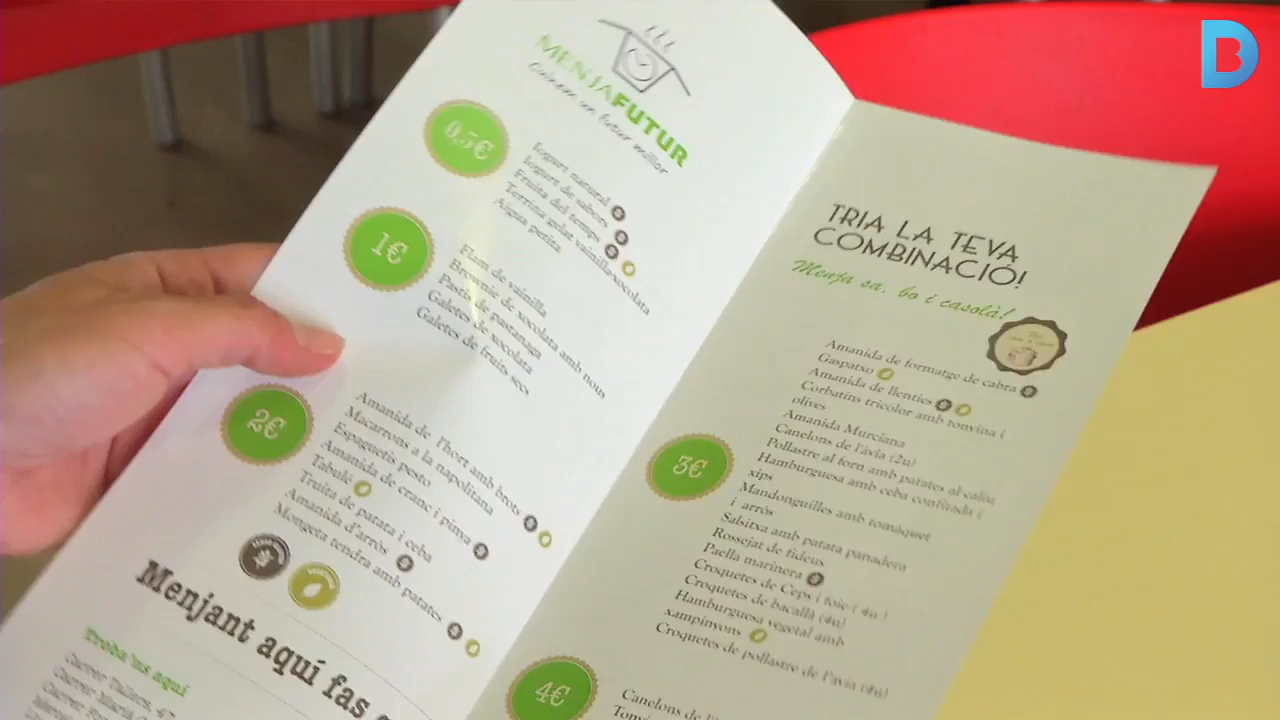 MENJAFUTUR
Cuinem un futur millor
0,5€
Iogurt natural
Iogurt de sabors
Fruita del temps
Terrina gelat vainilla-xocolata
Aigua petita
1€
Flam de vainilla
Brownie de xocolata amb nous
Pastís de pastanaga
Galetes de xocolata
Galetes de fruits secs
2€
Amanida de l'hort amb brots
Macarrons a la napolitana
Espaguetis pesto
Amanida de cranc i pinya
Tabulé
Truita de patata i ceba
Amanida d'arròs
Mongeta tendra amb patates
Menjant aquí fas
Troba'ns aquí
Carrer Tallers, 47
TRIA LA TEVA
COMBINACIÓ!
Menja sa, bo i casolà!
Amanida de formatge de cabra
Gaspatxo
Amanida de llenties
Corbatins tricolor amb tonyina i
olives
Amanida Murciana
Canelons de l'àvia (2u)
3€
Pollastre al forn amb patates al caliu
Hamburguesa amb ceba confitada i
xips
Mandonguilles amb tomàquet
i arròs
Salsitxa amb patata panadera
Rossejat de fideus
Paella marinera
Croquetes de Ceps i foie (4u)
Croquetes de bacallà (4u)
Hamburguesa vegetal amb
xampinyons
Croquetes de pollastre de l'avia (4u)
4€
Canelons de
DB